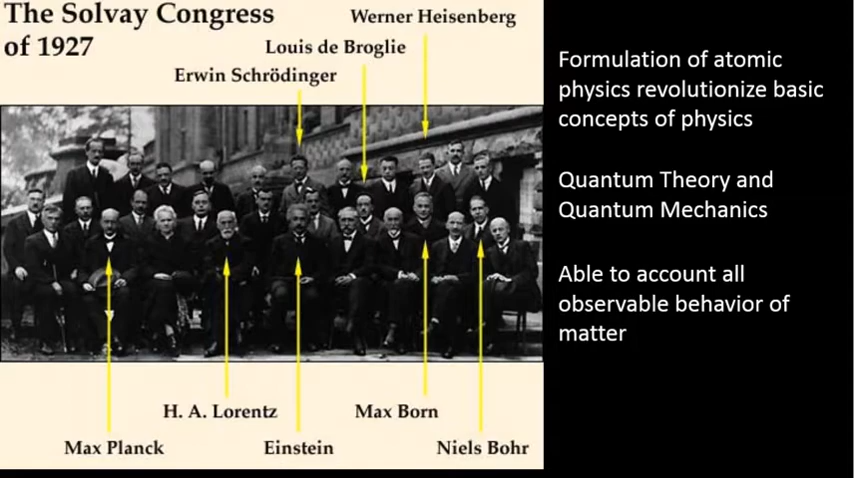 The Solvay Congress
of 1927
Werner Heisenberg
Louis de Broglie
Erwin Schrödinger
H. A. Lorentz
Max Born
Max Planck
Einstein
Niels Bohr
Formulation of atomic
physics revolutionize basic
concepts of physics
Quantum Theory and
Quantum Mechanics
Able to account all
observable behavior of
matter